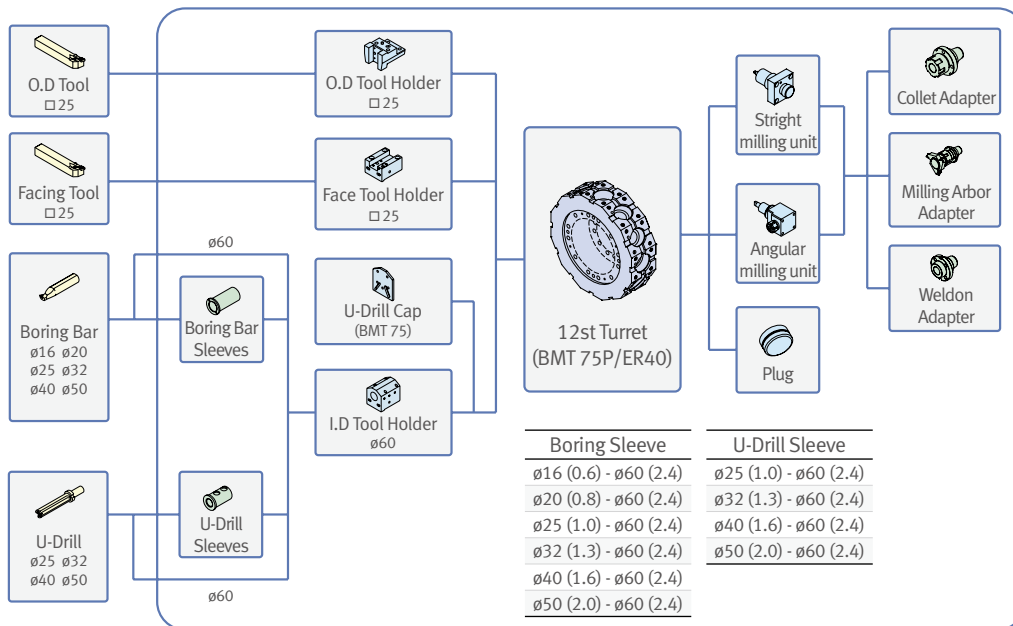 O.D Tool
□ 25
Facing Tool
□ 25
ø60
Boring Bar
ø16 ø20
ø25 ø32
ø40 ø50
Boring Bar
Sleeves
U-Drill
ø25 ø32
ø40 ø50
U-Drill
Sleeves
ø60
O.D Tool Holder
□ 25
Face Tool Holder
□ 25
U-Drill Cap
(BMT 75)
I.D Tool Holder
ø60
12st Turret
(BMT 75P/ER40)
Stright
milling unit
Angular
milling unit
Plug
Collet Adapter
Milling Arbor
Adapter
Weldon
Adapter
Boring Sleeve
ø16 (0.6) - ø60 (2.4)
ø20 (0.8) - ø60 (2.4)
ø25 (1.0) - ø60 (2.4)
ø32 (1.3) - ø60 (2.4)
ø40 (1.6) - ø60 (2.4)
ø50 (2.0) - ø60 (2.4)
U-Drill Sleeve
ø25 (1.0) - ø60 (2.4)
ø32 (1.3) - ø60 (2.4)
ø40 (1.6) - ø60 (2.4)
ø50 (2.0) - ø60 (2.4)